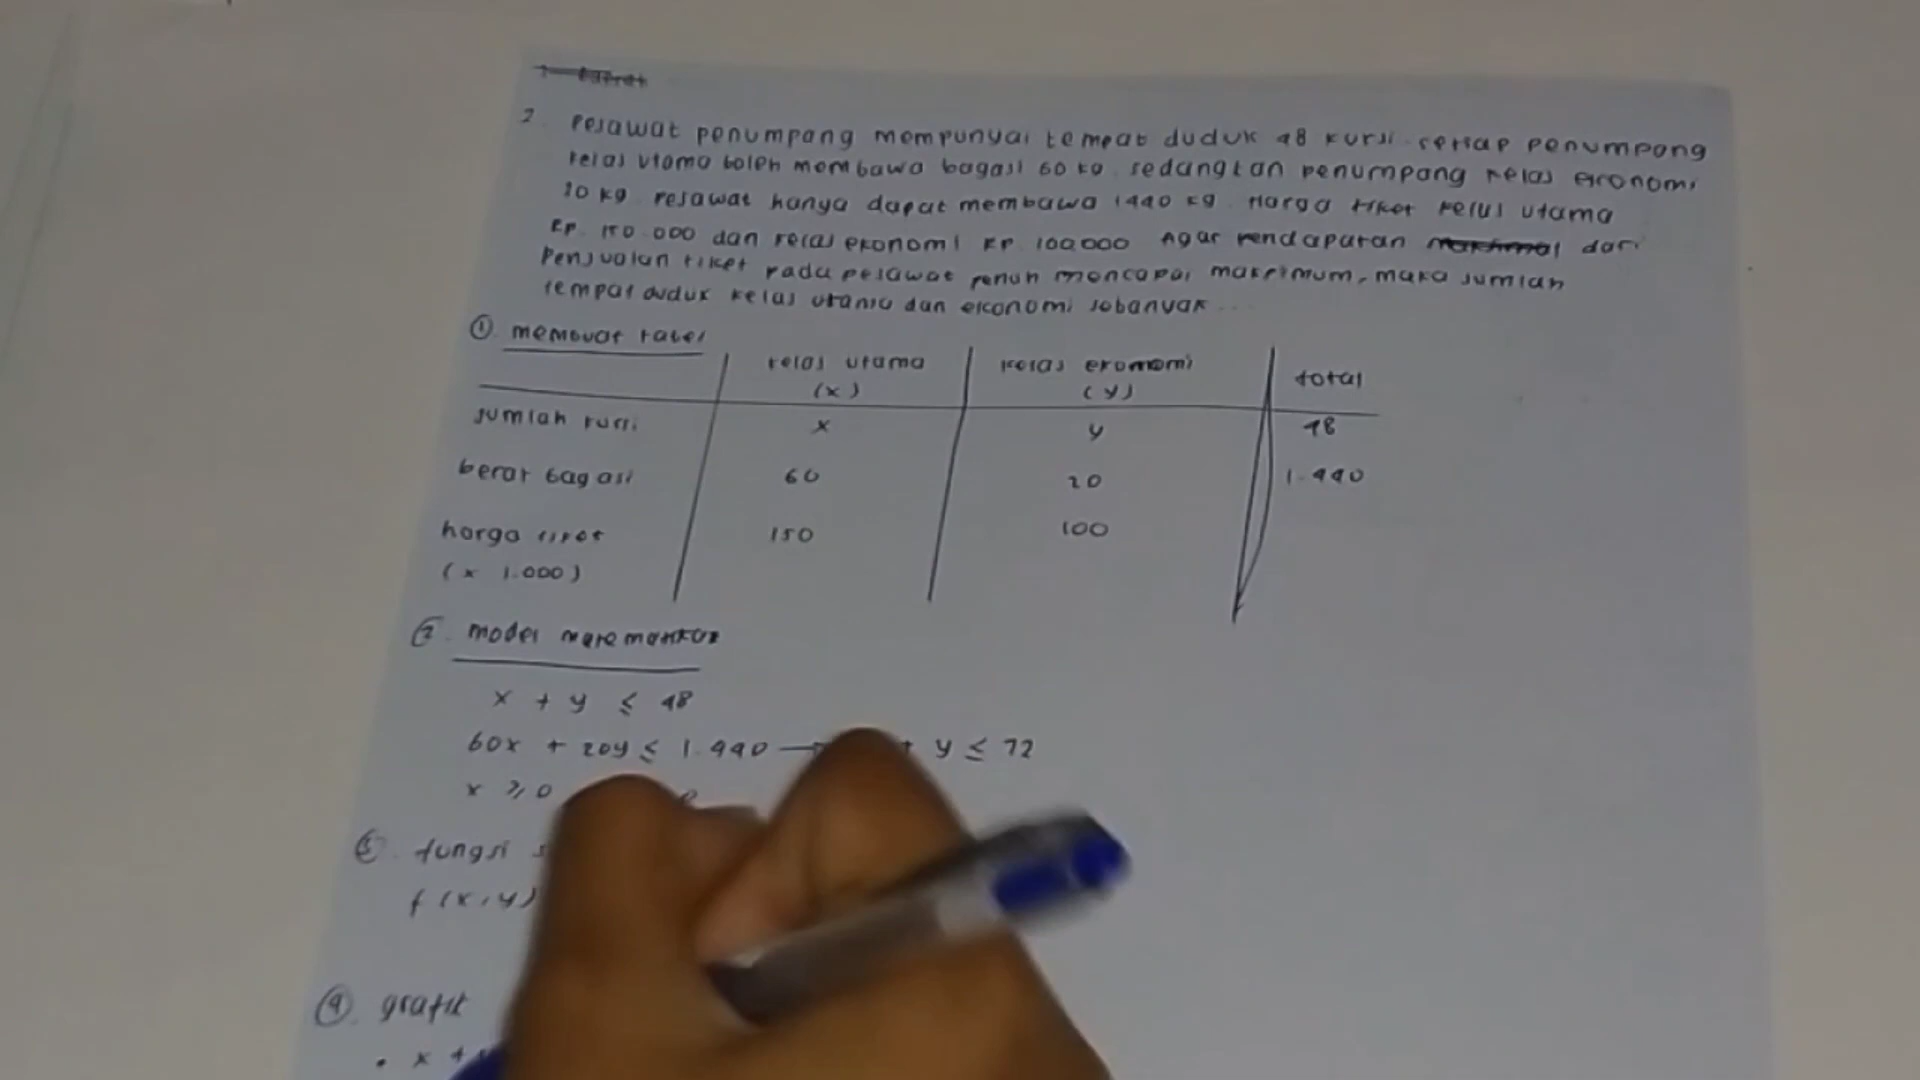 2. Pesawat penumpang mempunyai tempat duduk 48 kursi. setiap penumpang
kelas utama boleh membawa bagasi 60 kg. sedangkan penumpang kelas ekonomi
20 kg. Pesawat hanya dapat membawa 1440 kg. Harga tiket kelas utama
Rp. 150.000 dan kelas ekonomi Rp. 100.000 Agar pendapatan dari
Penjualan tiket pada pesawat penuh mencapai maksimum, maka jumlah
tempat duduk kelas utama dan ekonomi sebanyak ...
① membuat tabel
kelas utama kelas ekonomi total
(x) (y)
jumlah kursi x y 48
berat bagasi 60 20 1.440
harga tiket 150 100
(x 1.000)
②. model matematika
x + y ≤ 48
60x + 20y ≤ 1.440 → + y ≤ 72
x ≥ 0
③. fungsi
f (x,y)
④. grafik
• x +